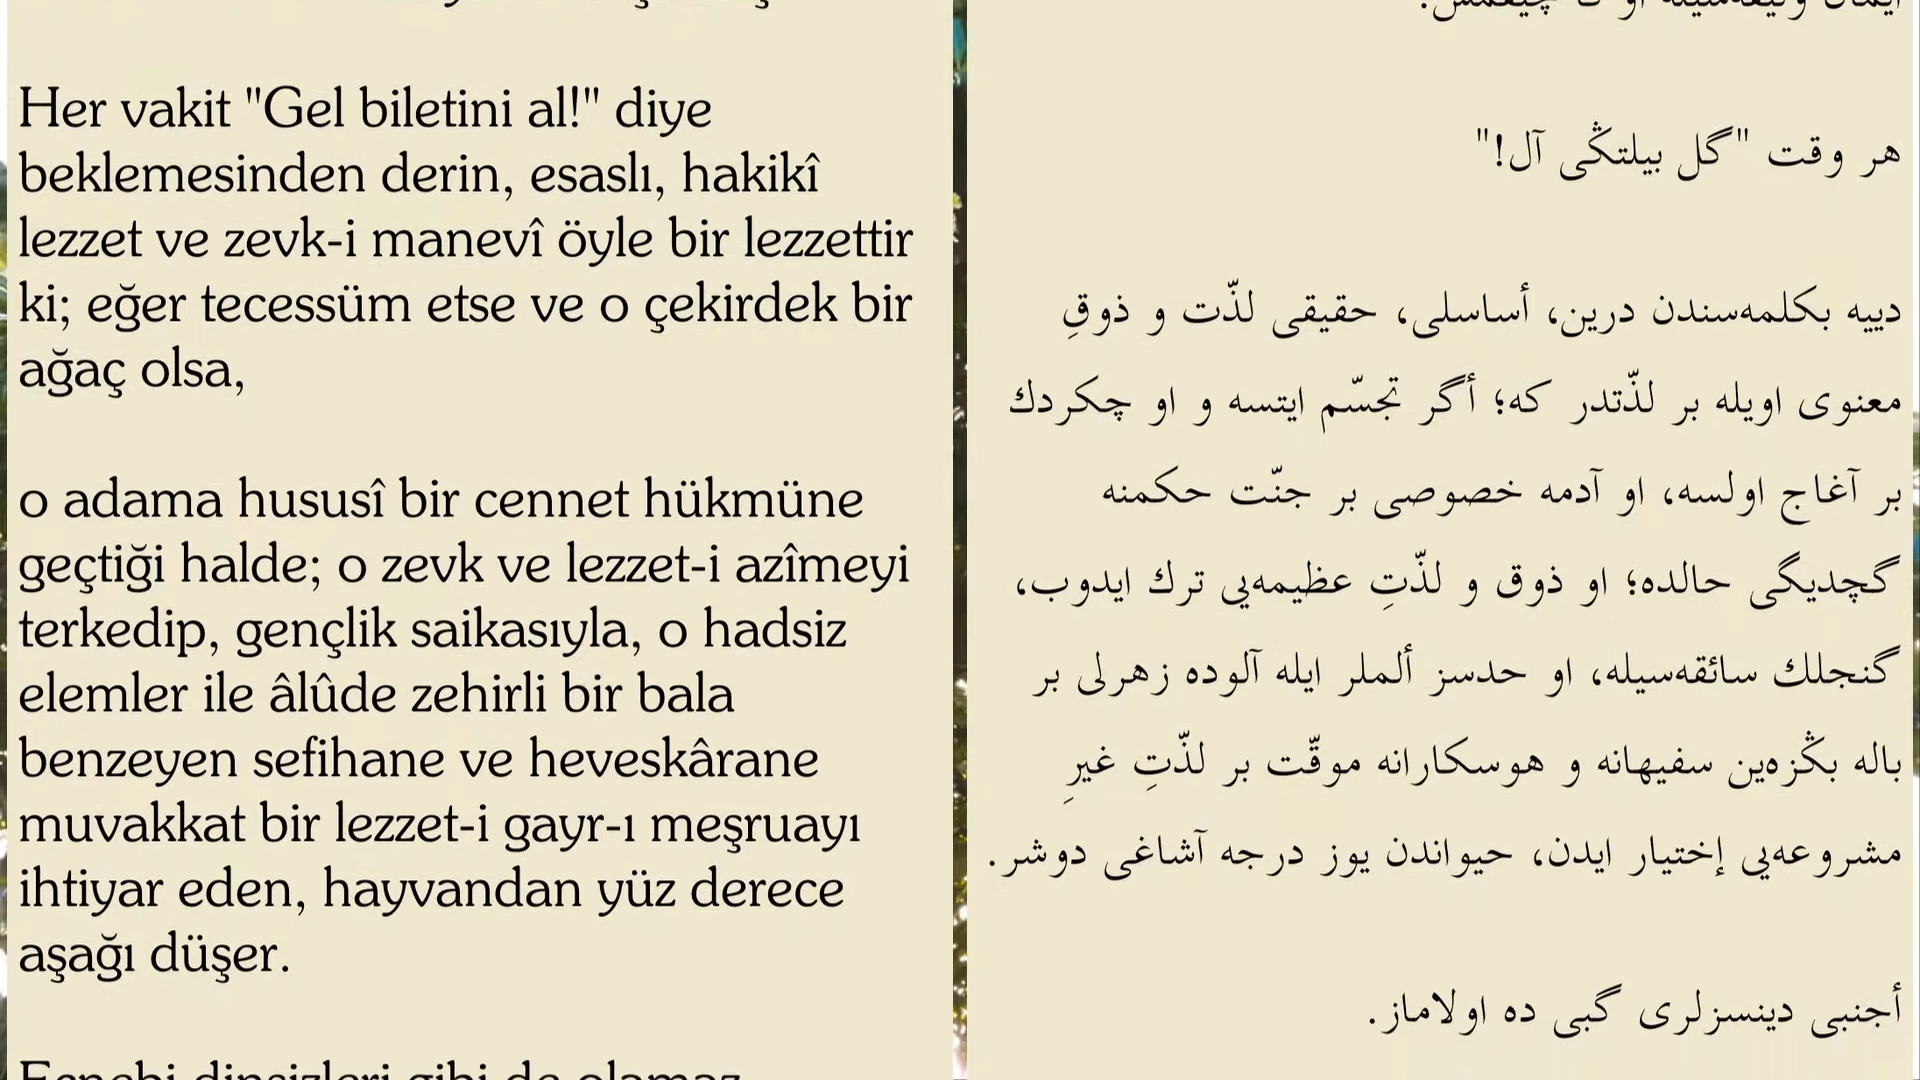 Her vakit "Gel biletini al!" diye
beklemesinden derin, esaslı, hakikî
lezzet ve zevk-i manevî öyle bir lezzettir
ki; eğer tecessüm etse ve o çekirdek bir
ağaç olsa,
o adama hususî bir cennet hükmüne
geçtiği halde; o zevk ve lezzet-i azîmeyi
terkedip, gençlik saikasıyla, o hadsiz
elemler ile âlûde zehirli bir bala
benzeyen sefihane ve heveskârane
muvakkat bir lezzet-i gayr-ı meşruayı
ihtiyar eden, hayvandan yüz derece
aşağı düşer.
Ecnebi dinsizleri gibi de olamaz
هر وقت "گل بيلتڭى آل!"
دييه بكلمه‌سندن درين، أساسلى، حقيقى لذّت و ذوقِ
معنوى اويله بر لذّتدر كه؛ أگر تجسّم ايتسه و او چكردك
بر آغاج اولسه، او آدمه خصوصى بر جنّت حكمنه
گچديگى حالده؛ او ذوق و لذّتِ عظيمه‌يى ترك ايدوب،
گنجلك سائقه‌سيله، او حدسز ألملر ايله آلوده زهرلى بر
باله بڭزه‌ين سفيهانه و هوسكارانه موقّت بر لذّتِ غيرِ
مشروعه‌يى إختيار ايدن، حيواندن يوز درجه آشاغى دوشر.
أجنبى دينسزلرى گبى ده اولاماز.